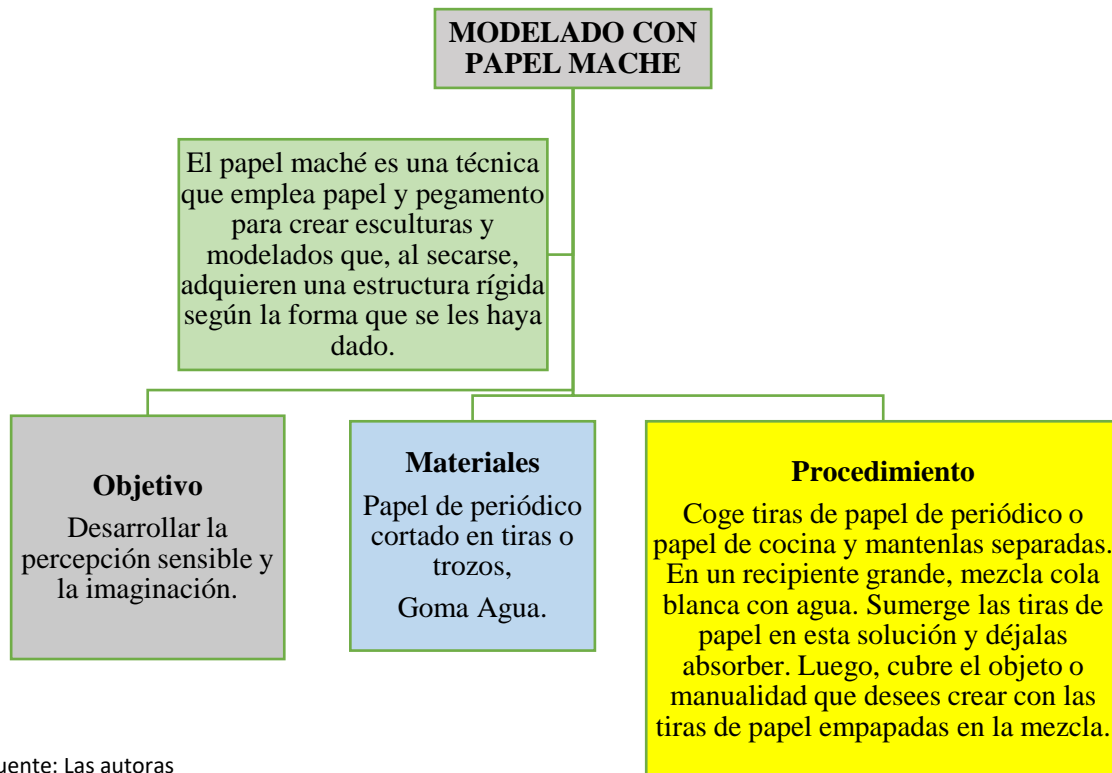 MODELADO CON
PAPEL MACHE
El papel maché es una técnica
que emplea papel y pegamento
para crear esculturas y
modelados que, al secarse,
adquieren una estructura rígida
según la forma que se les haya
dado.
Objetivo
Desarrollar la
percepción sensible y
la imaginación.
Materiales
Papel de periódico
cortado en tiras o
trozos,
Goma Agua.
Procedimiento
Coge tiras de papel de periódico o
papel de cocina y mantenlas separadas.
En un recipiente grande, mezcla cola
blanca con agua. Sumerge las tiras de
papel en esta solución y déjalas
absorber. Luego, cubre el objeto o
manualidad que desees crear con las
tiras de papel empapadas en la mezcla.
uente: Las autoras